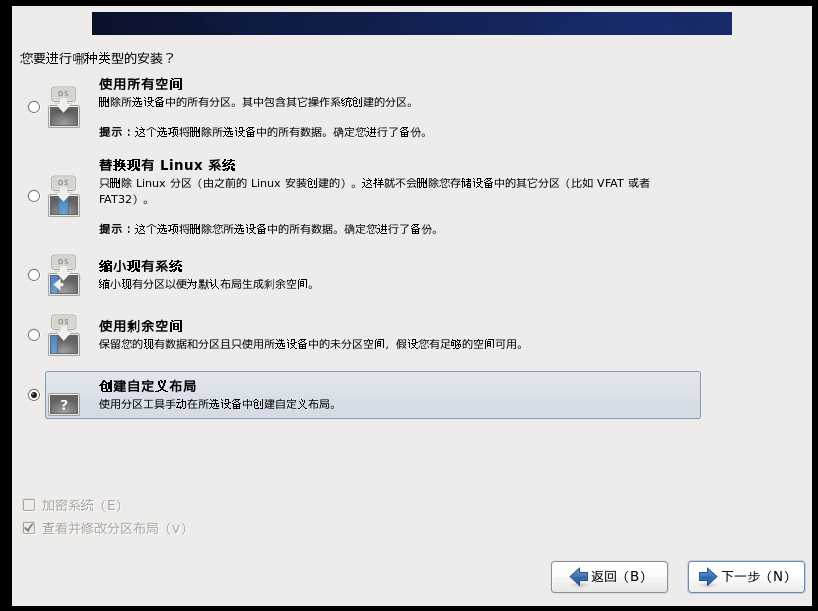 您要进行哪种类型的安装？
使用所有空间
OS
删除所选设备中的所有分区。其中包含其它操作系统创建的分区。
提示：这个选项将删除所选设备中的所有数据。确定您进行了备份。
替换现有 Linux 系统
OS
只删除 Linux 分区（由之前的 Linux 安装创建的）。这样就不会删除您存储设备中的其它分区（比如 VFAT 或者
FAT32）。
提示：这个选项将删除您所选设备中的所有数据。确定您进行了备份。
缩小现有系统
OS
缩小现有分区以便为默认布局生成剩余空间。
使用剩余空间
OS
保留您的现有数据和分区且只使用所选设备中的未分区空间，假设您有足够的空间可用。
创建自定义布局
?
使用分区工具手动在所选设备中创建自定义布局。
加密系统（E）
查看并修改分区布局（v）
返回（B）
下一步（N）